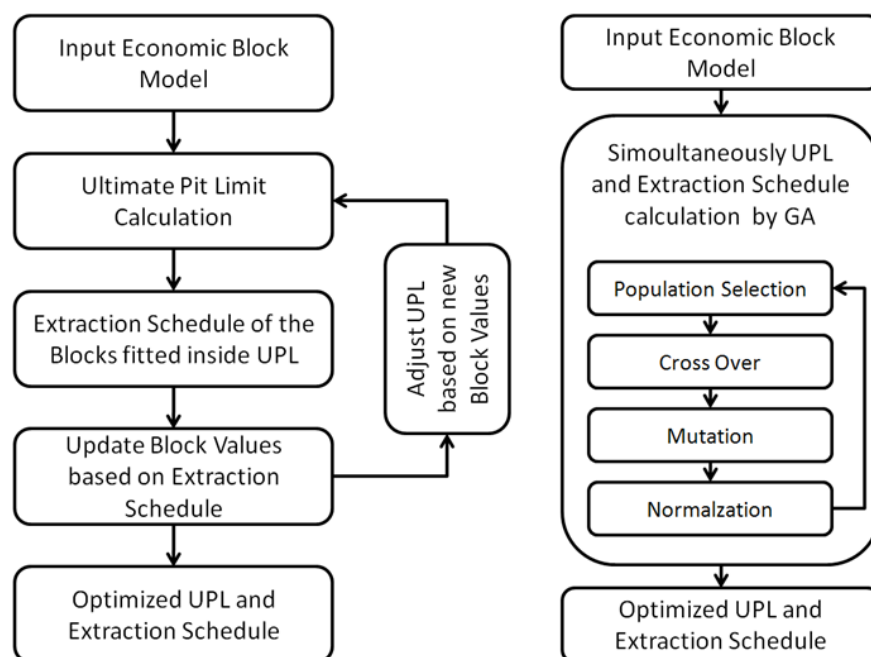 Input Economic Block
Model
Ultimate Pit Limit
Calculation
Extraction Schedule of the
Blocks fitted inside UPL
Update Block Values
based on Extraction
Schedule
Optimized UPL and
Extraction Schedule
Adjust UPL
based on new
Block Values
Input Economic Block
Model
Simoultaneously UPL
and Extraction Schedule
calculation by GA
Population Selection
Cross Over
Mutation
Normalzation
Optimized UPL and
Extraction Schedule